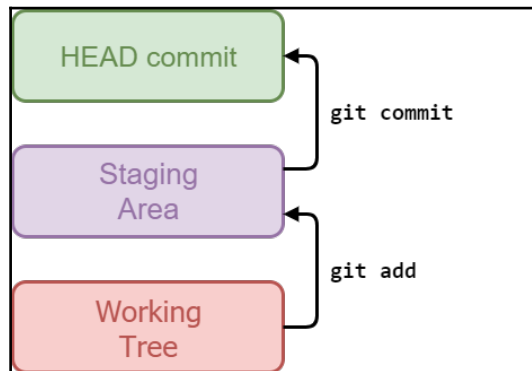 HEAD commit
git commit
Staging
Area
git add
Working
Tree